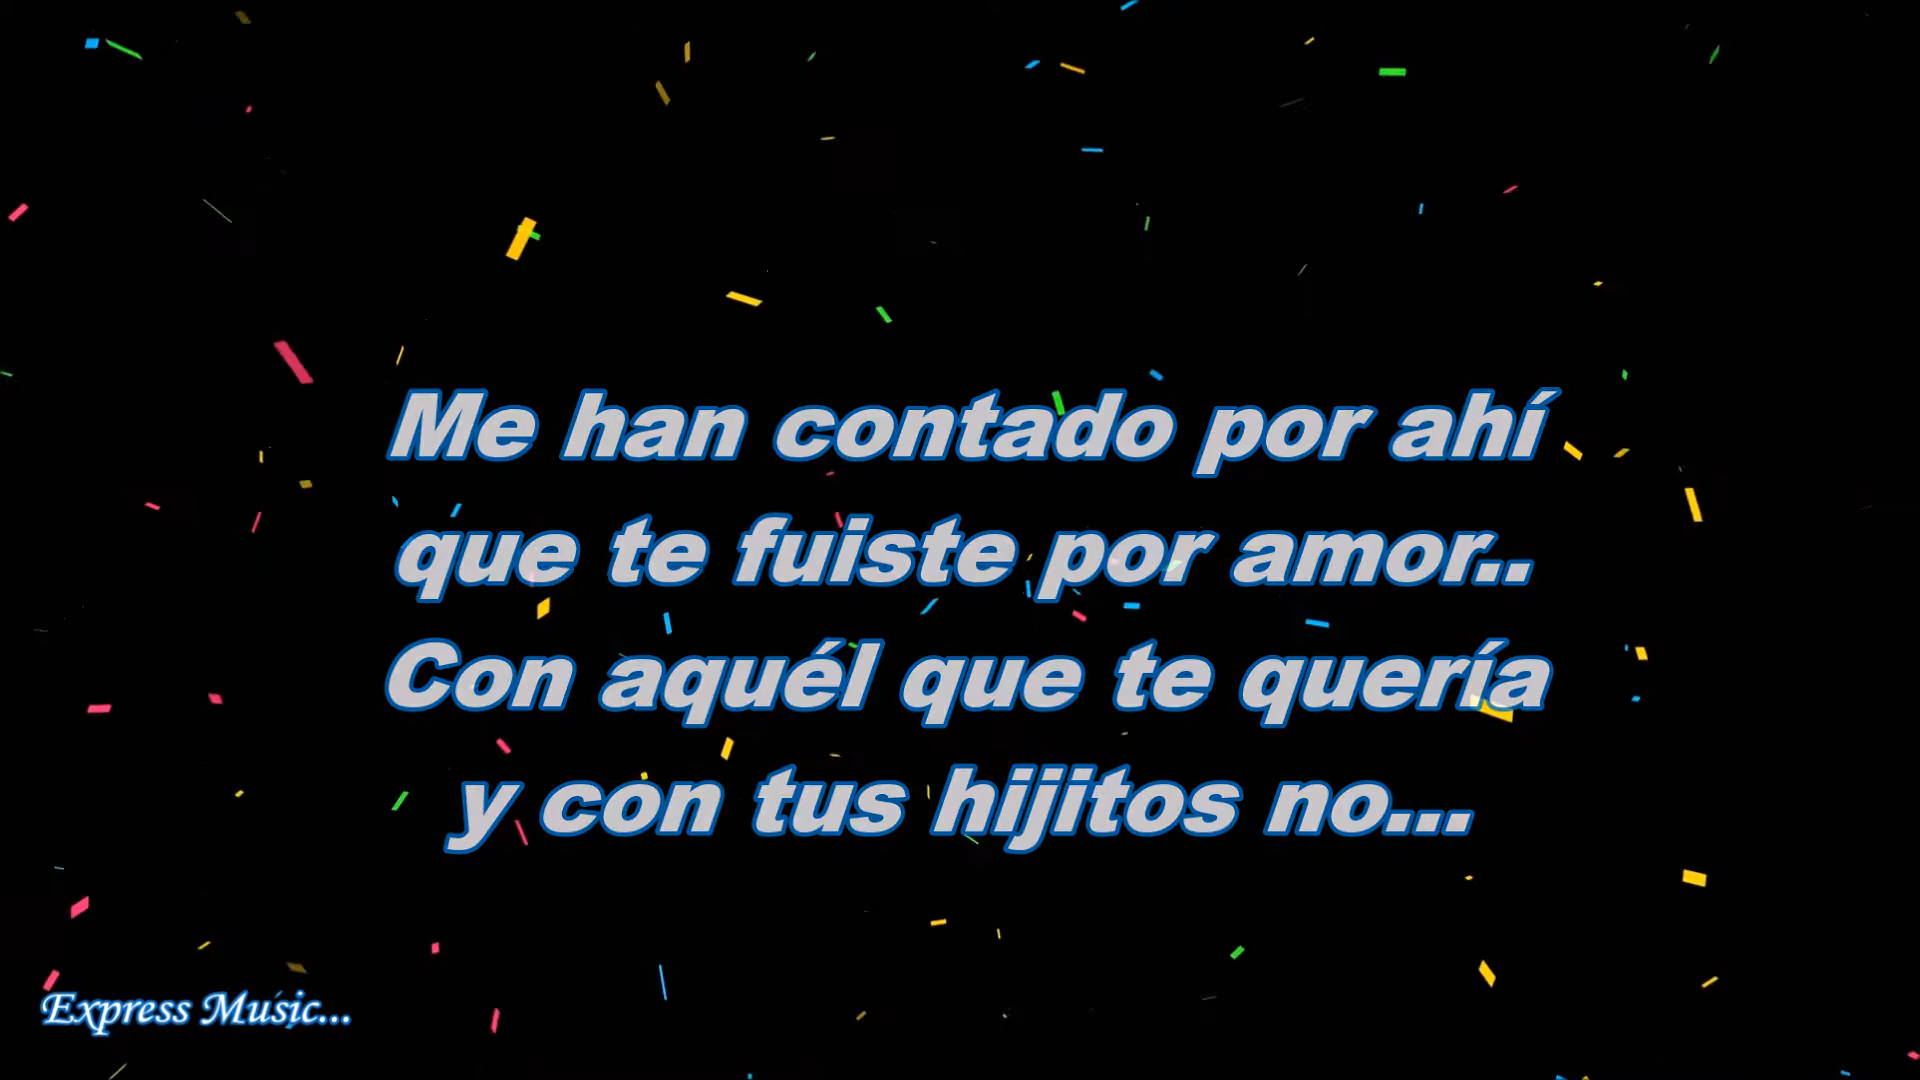 Me han contado por ahí
que te fuiste por amor..
Con aquél que te quería
y con tus hijitos no...
Express Music...